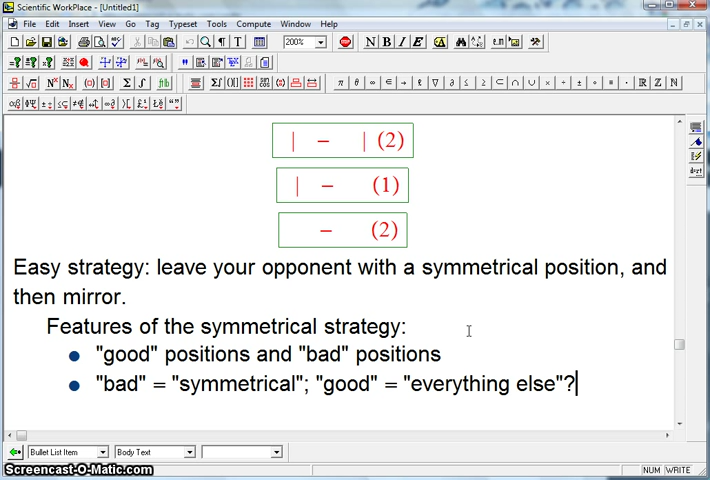 Scientific WorkPlace - [Untitled1]
File Edit Insert View Go Tag Typeset Tools Compute Window Help
200% N B I E
π θ ∞ ∈ → ℓ ∇ ∂ ≤ ≥ ⊂ ∩ ∪ × ÷ ± ∘ ≡ · ℝ ℤ ℕ
| – | (2)
| – (1)
– (2)
Easy strategy: leave your opponent with a symmetrical position, and
then mirror.
Features of the symmetrical strategy:
● "good" positions and "bad" positions
● "bad" = "symmetrical"; "good" = "everything else"?
Bullet List Item Body Text
Screencast-O-Matic.com NUM WRITE